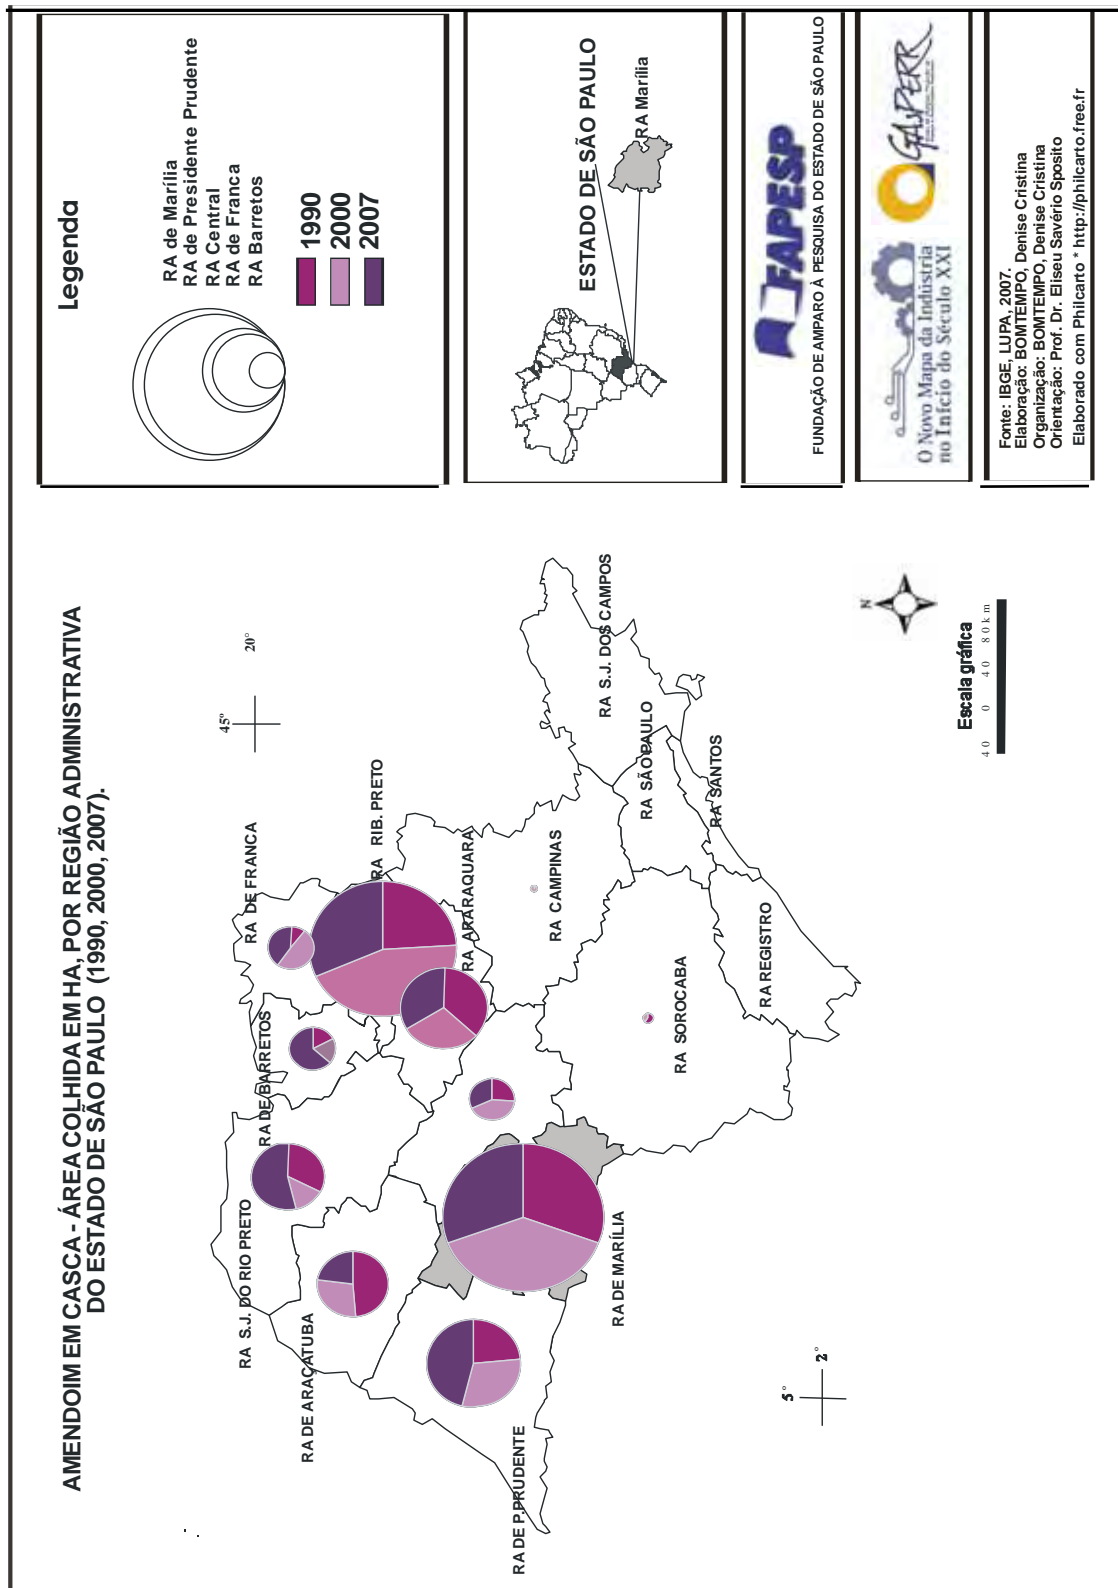 AMENDOIM EM CASCA - ÁREA COLHIDA EM HA, POR REGIÃO ADMINISTRATIVA
DO ESTADO DE SÃO PAULO (1990, 2000, 2007).
45º
20°
RA DE FRANCA
RA RIB. PRETO
RA DE BARRETOS
RA ARARAQUARA
RA S.J. DO RIO PRETO
RA DE ARAÇATUBA
RA CAMPINAS
RA S.J. DOS CAMPOS
RA SÃO PAULO
RA SANTOS
RA SOROCABA
RA REGISTRO
RA DE MARÍLIA
RA DE P.PRUDENTE
5°
2°
N
Escala gráfica
40 0 40 80km
Legenda
RA de Marília
RA de Presidente Prudente
RA Central
RA de Franca
RA Barretos
1990
2000
2007
ESTADO DE SÃO PAULO
RA Marília
FAPESP
FUNDAÇÃO DE AMPARO À PESQUISA DO ESTADO DE SÃO PAULO
O Novo Mapa da Indústria
no Início do Século XXI
GAsPERR
Fonte: IBGE, LUPA, 2007.
Elaboração: BOMTEMPO, Denise Cristina
Organização: BOMTEMPO, Denise Cristina
Orientação: Prof. Dr. Eliseu Savério Sposito
Elaborado com Philcarto * http://philcarto.free.fr